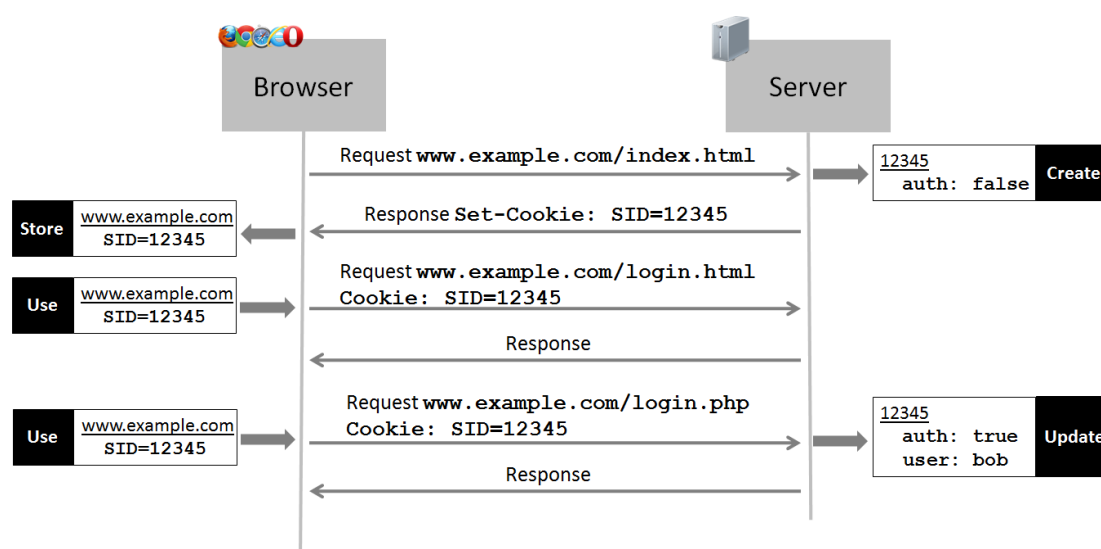 Browser
Server
Request www.example.com/index.html
12345
auth: false
Create
Response Set-Cookie: SID=12345
Store
www.example.com
SID=12345
Request www.example.com/login.html
Cookie: SID=12345
Use
www.example.com
SID=12345
Response
Request www.example.com/login.php
Cookie: SID=12345
Use
www.example.com
SID=12345
12345
auth: true
user: bob
Update
Response